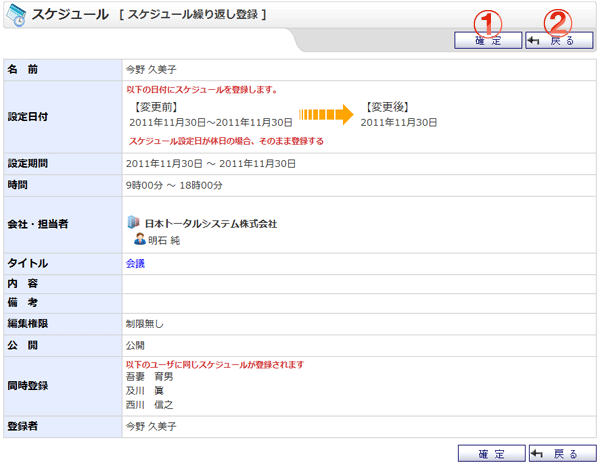 スケジュール [ スケジュール繰り返し登録 ]
① ②
確 定 戻 る
名 前 今野 久美子
設定日付 以下の日付にスケジュールを登録します。
【変更前】 【変更後】
2011年11月30日～2011年11月30日 2011年11月30日
スケジュール設定日が休日の場合、そのまま登録する
設定期間 2011年11月30日 ～ 2011年11月30日
時間 9時00分 ～ 18時00分
会社・担当者 日本トータルシステム株式会社
明石 純
タイトル 会議
内 容
備 考
編集権限 制限無し
公 開 公開
同時登録 以下のユーザに同じスケジュールが登録されます
吾妻 育男
及川 眞
西川 信之
登録者 今野 久美子
確 定 戻 る